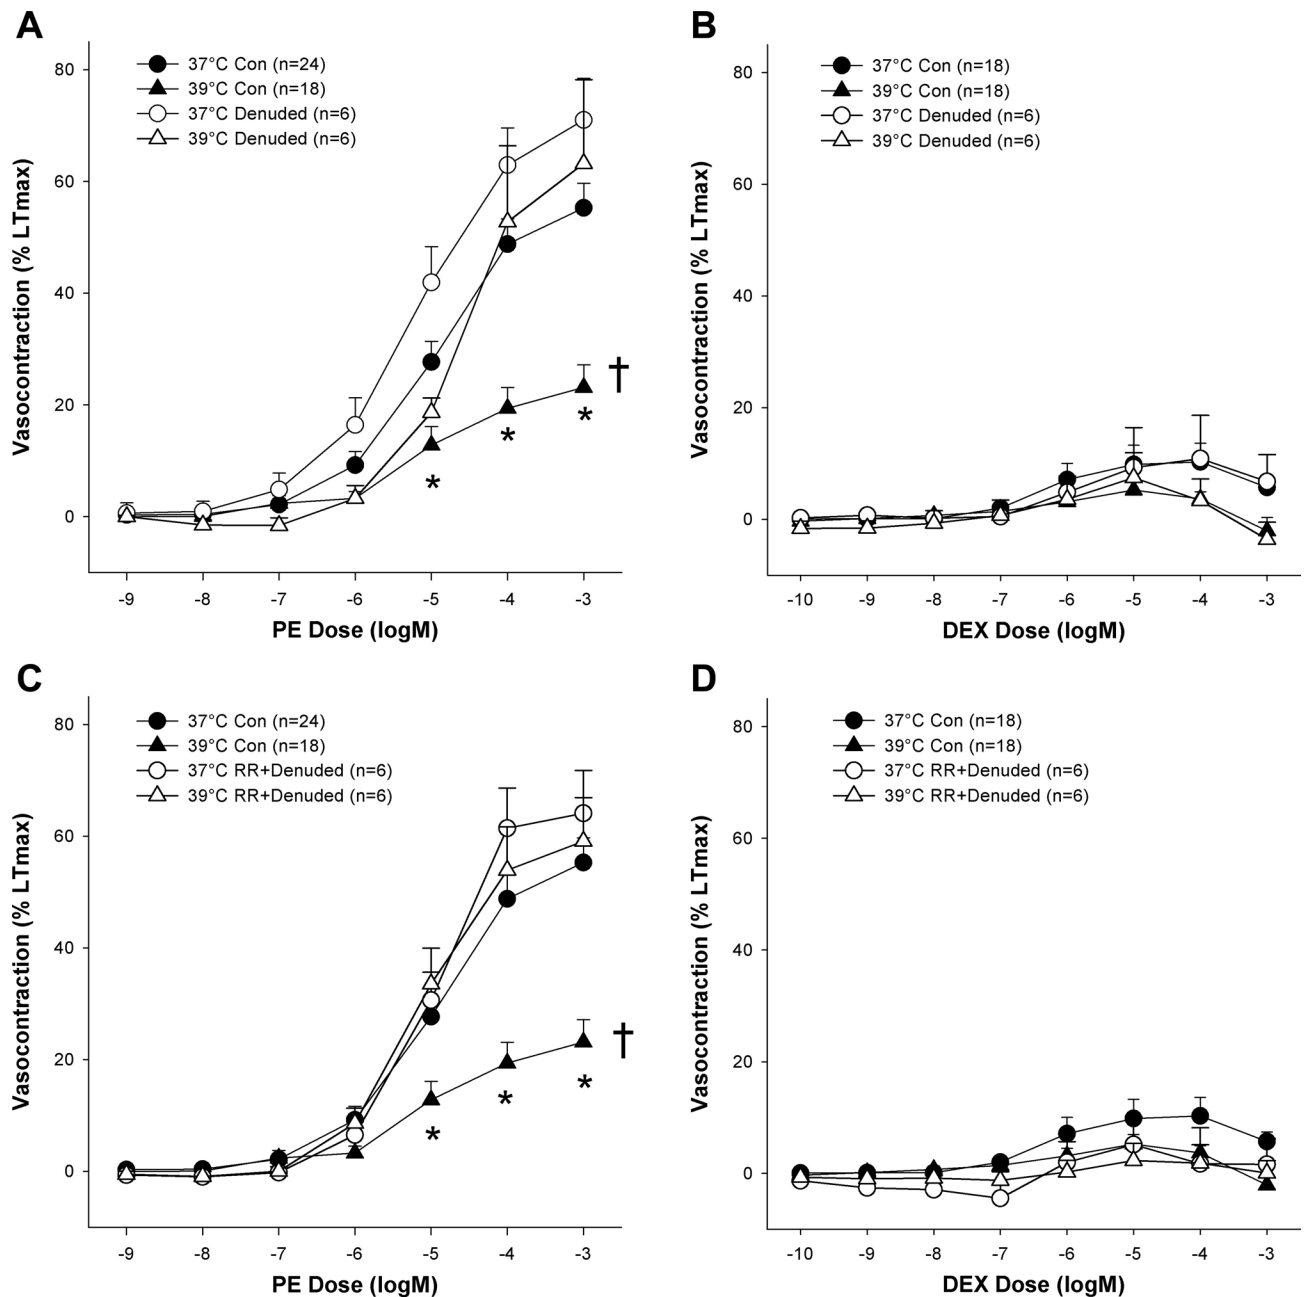 A
37°C Con (n=24)
39°C Con (n=18)
37°C Denuded (n=6)
39°C Denuded (n=6)
Vasocontraction (% LTmax)
80
60
40
20
0
†
*
*
*
-9 -8 -7 -6 -5 -4 -3
PE Dose (logM)
B
37°C Con (n=18)
39°C Con (n=18)
37°C Denuded (n=6)
39°C Denuded (n=6)
Vasocontraction (% LTmax)
80
60
40
20
0
-10 -9 -8 -7 -6 -5 -4 -3
DEX Dose (logM)
C
37°C Con (n=24)
39°C Con (n=18)
37°C RR+Denuded (n=6)
39°C RR+Denuded (n=6)
Vasocontraction (% LTmax)
80
60
40
20
0
†
*
*
*
-9 -8 -7 -6 -5 -4 -3
PE Dose (logM)
D
37°C Con (n=18)
39°C Con (n=18)
37°C RR+Denuded (n=6)
39°C RR+Denuded (n=6)
Vasocontraction (% LTmax)
80
60
40
20
0
-10 -9 -8 -7 -6 -5 -4 -3
DEX Dose (logM)